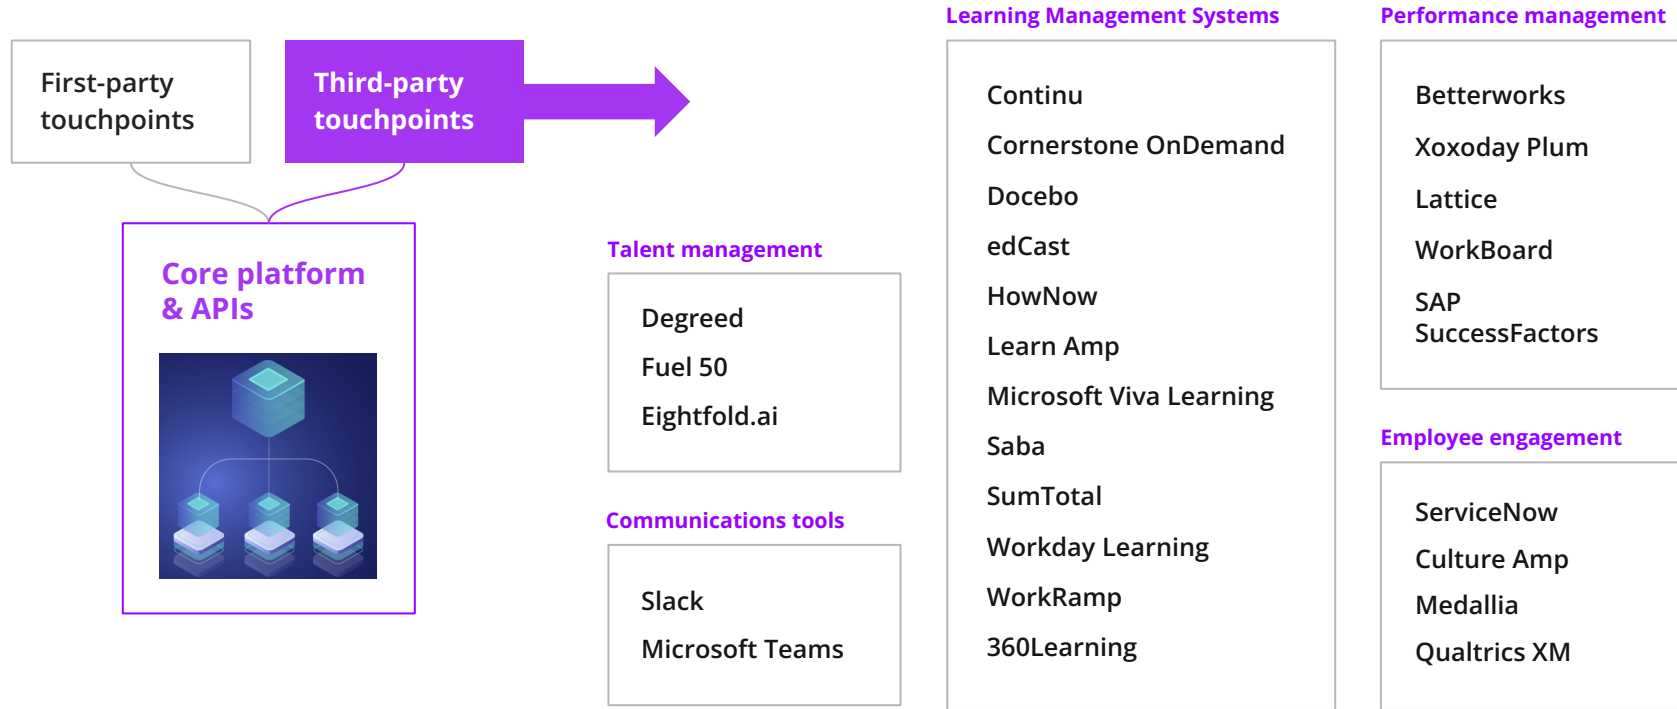 First-party
touchpoints
Third-party
touchpoints
Core platform
& APIs
Talent management
Degreed
Fuel 50
Eightfold.ai
Communications tools
Slack
Microsoft Teams
Learning Management Systems
Continu
Cornerstone OnDemand
Docebo
edCast
HowNow
Learn Amp
Microsoft Viva Learning
Saba
SumTotal
Workday Learning
WorkRamp
360Learning
Performance management
Betterworks
Xoxoday Plum
Lattice
WorkBoard
SAP
SuccessFactors
Employee engagement
ServiceNow
Culture Amp
Medallia
Qualtrics XM